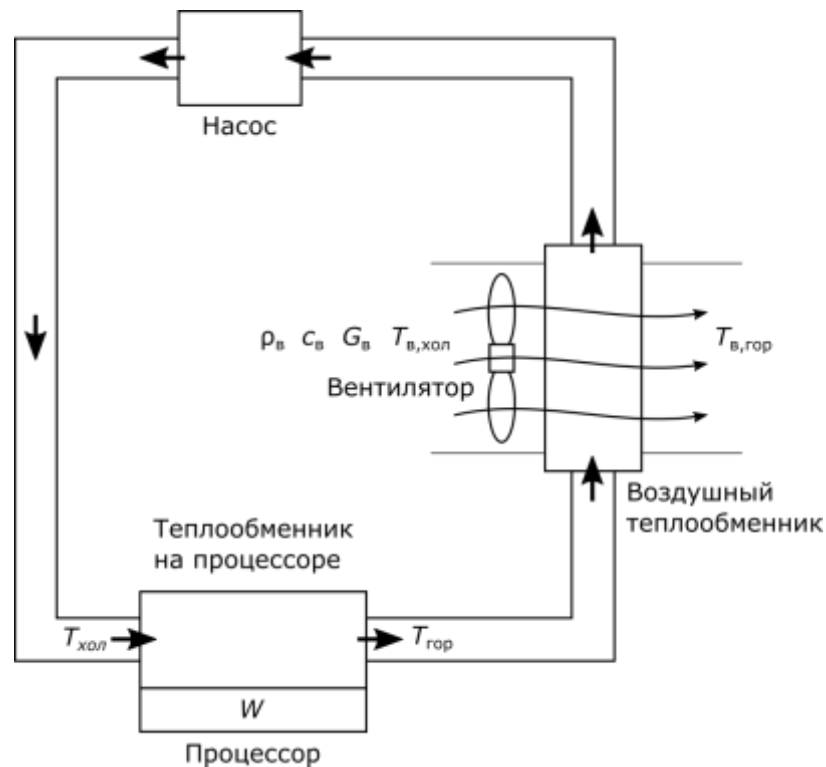 Насос
ρв cв Gв Tв,хол
Tв,гор
Вентилятор
Воздушный
теплообменник
Теплообменник
на процессоре
Tхол
Tгор
W
Процессор